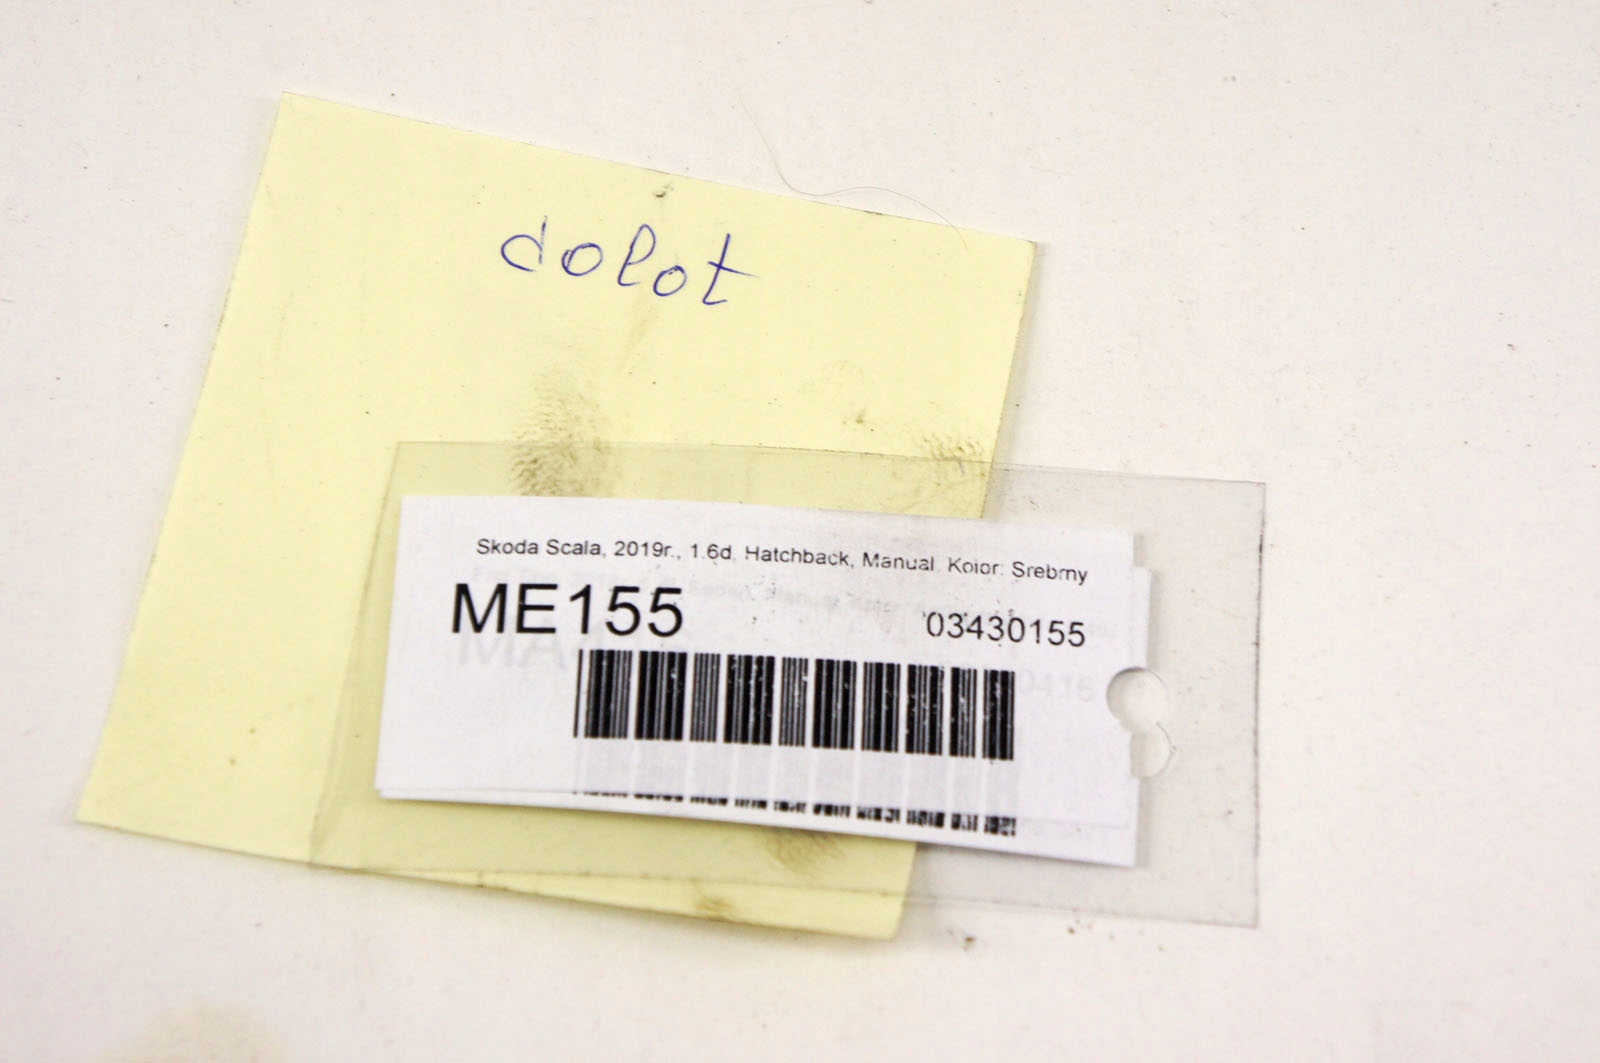 dolot
Skoda Scala, 2019r., 1.6d, Hatchback, Manual. Kolor: Srebrny
ME155
03430155